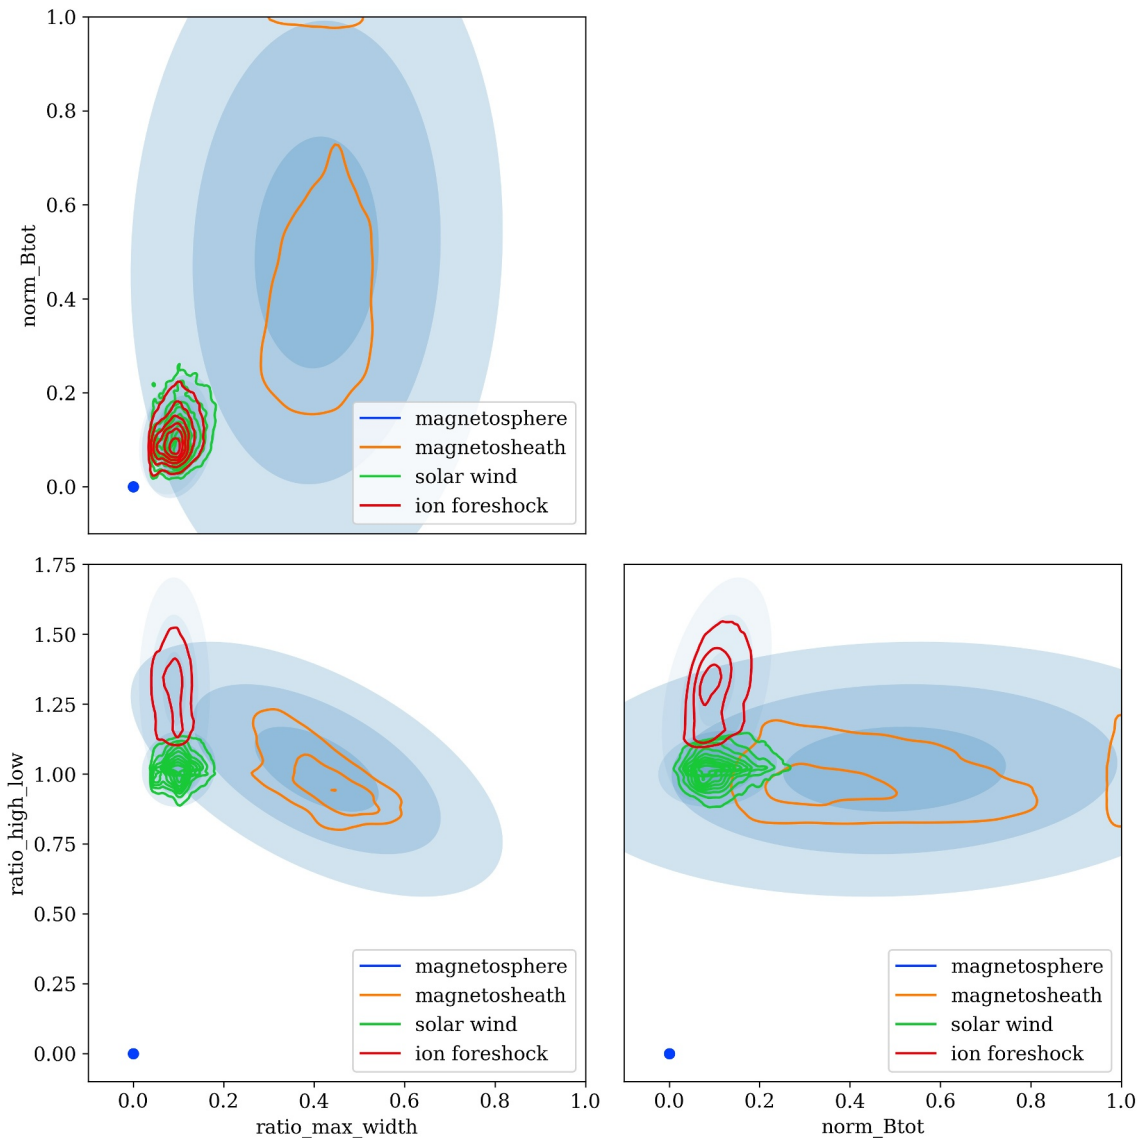 1.0
0.8
0.6
0.4
0.2
0.0
norm_Btot
magnetosphere
magnetosheath
solar wind
ion foreshock
1.75
1.50
1.25
1.00
0.75
0.50
0.25
0.00
ratio_high_low
magnetosphere
magnetosheath
solar wind
ion foreshock
0.0 0.2 0.4 0.6 0.8 1.0
ratio_max_width
magnetosphere
magnetosheath
solar wind
ion foreshock
0.0 0.2 0.4 0.6 0.8 1.0
norm_Btot